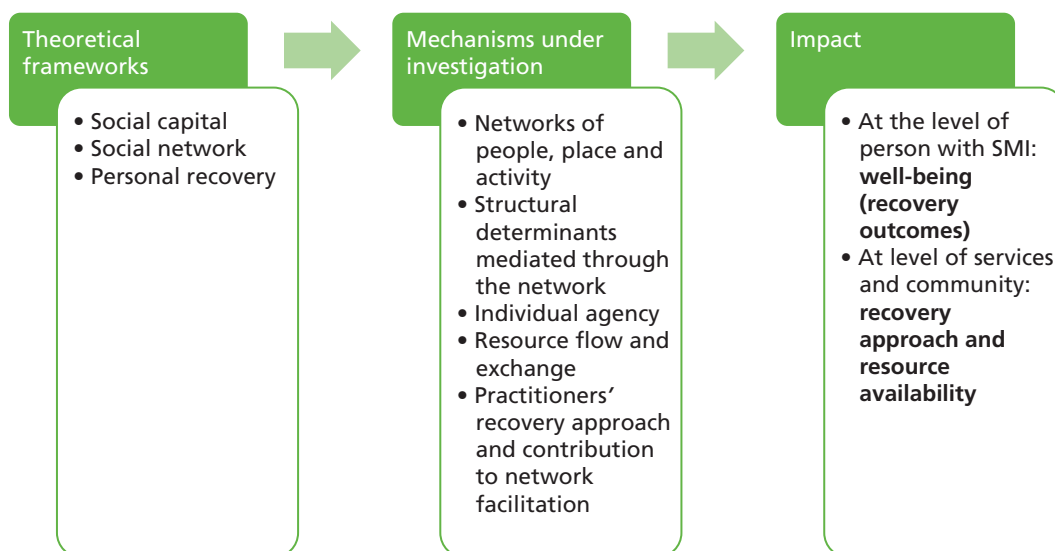 Theoretical
frameworks
• Social capital
• Social network
• Personal recovery
Mechanisms under
investigation
• Networks of
people, place and
activity
• Structural
determinants
mediated through
the network
• Individual agency
• Resource flow and
exchange
• Practitioners’
recovery approach
and contribution
to network
facilitation
Impact
• At the level of
person with SMI:
well-being
(recovery
outcomes)
• At level of services
and community:
recovery
approach and
resource
availability